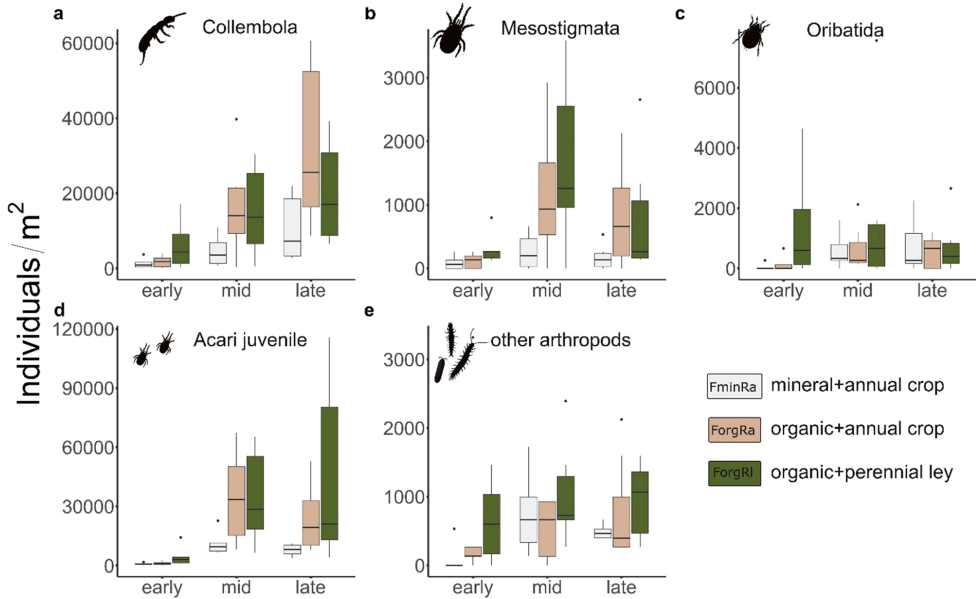 a Collembola
60000
40000
20000
0
early mid late
b Mesostigmata
3000
2000
1000
0
early mid late
c Oribatida
6000
4000
2000
0
early mid late
Individuals/m²
d Acari juvenile
120000
90000
60000
30000
0
early mid late
e other arthropods
3000
2000
1000
0
early mid late
FminRa mineral+annual crop
ForgRa organic+annual crop
ForgRl organic+perennial ley